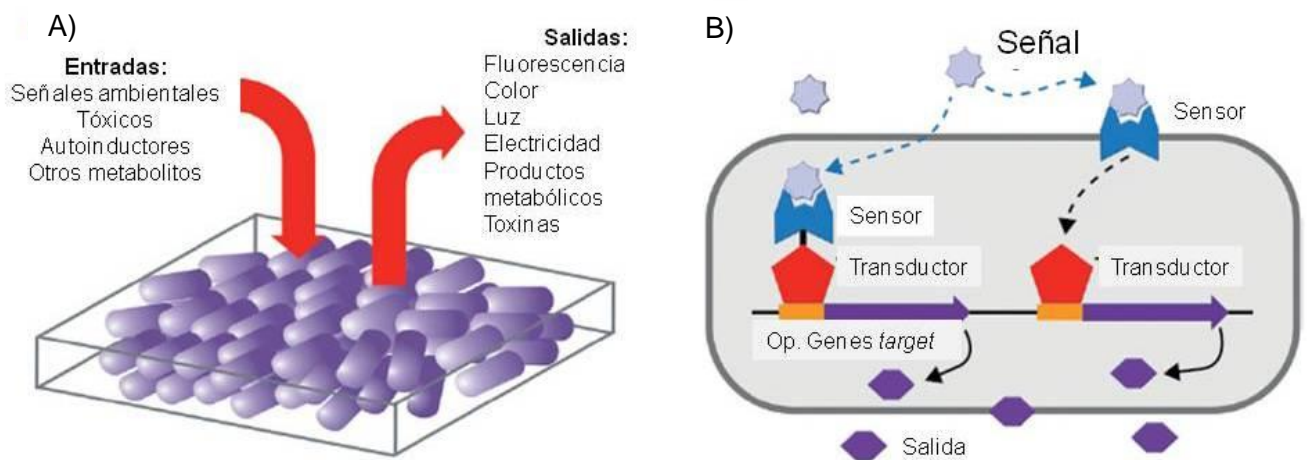 A)
Entradas:
Señales ambientales
Tóxicos
Autoinductores
Otros metabolitos
Salidas:
Fluorescencia
Color
Luz
Electricidad
Productos
metabólicos
Toxinas
B)
Señal
Sensor
Sensor
Transductor
Transductor
Op. Genes target
Salida